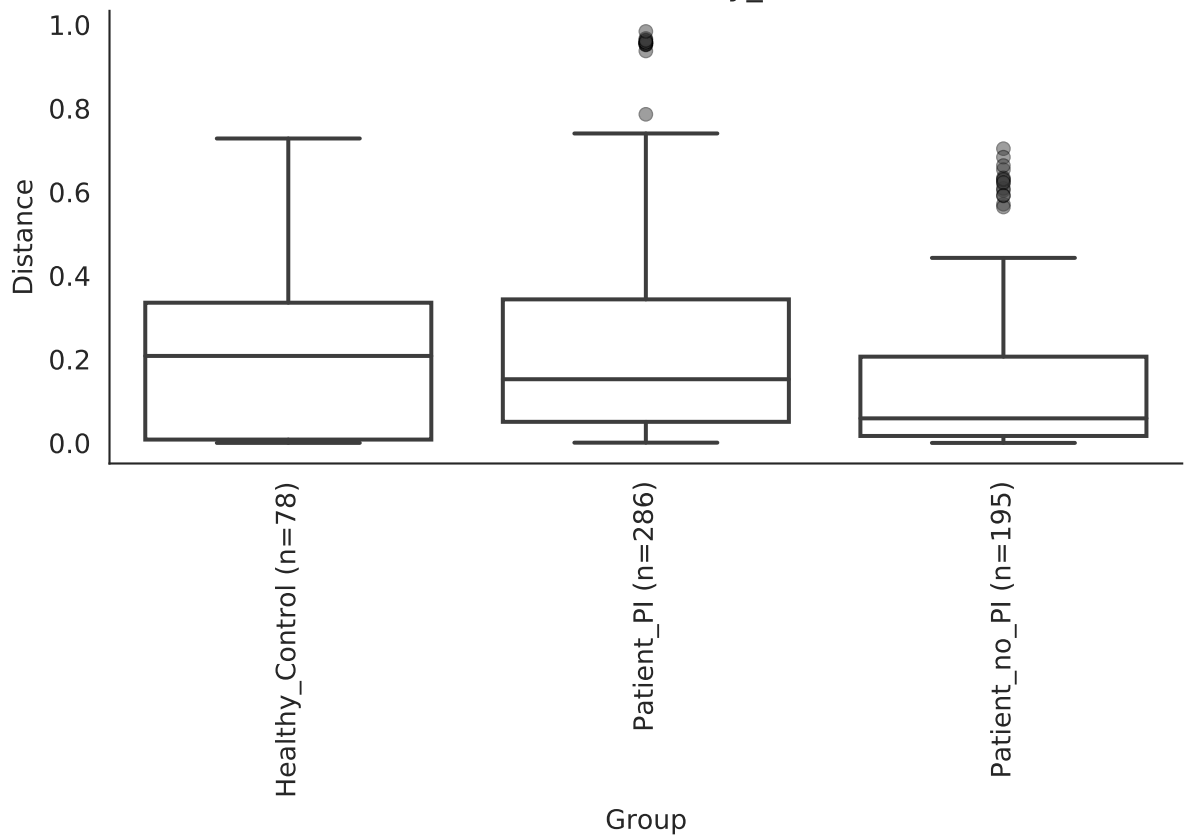 1.0
0.8
0.6
0.4
0.2
0.0
Distance
Healthy_Control (n=78)
Patient_PI (n=286)
Patient_no_PI (n=195)
Group